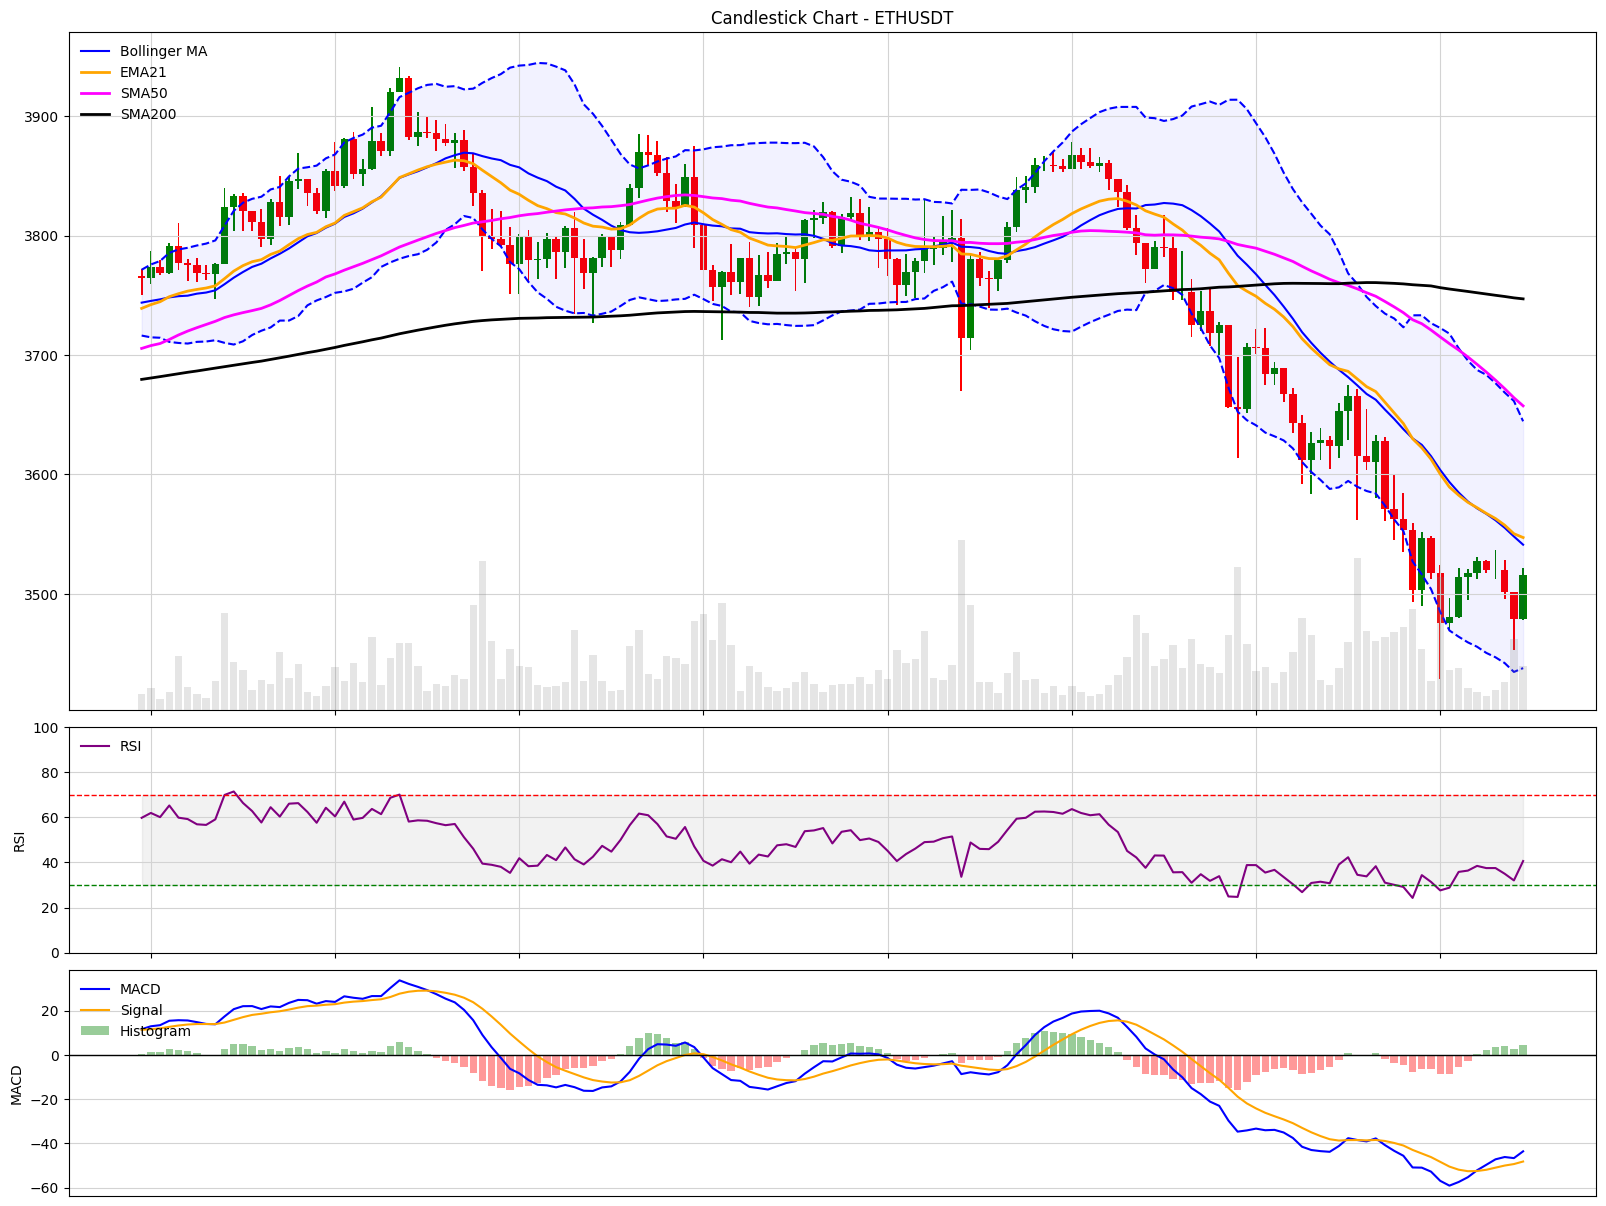 Candlestick Chart - ETHUSDT
Bollinger MA
EMA21
SMA50
SMA200
3900
3800
3700
3600
3500
RSI
100
80
60
40
20
0
RSI
MACD
Signal
Histogram
20
0
−20
−40
−60
MACD